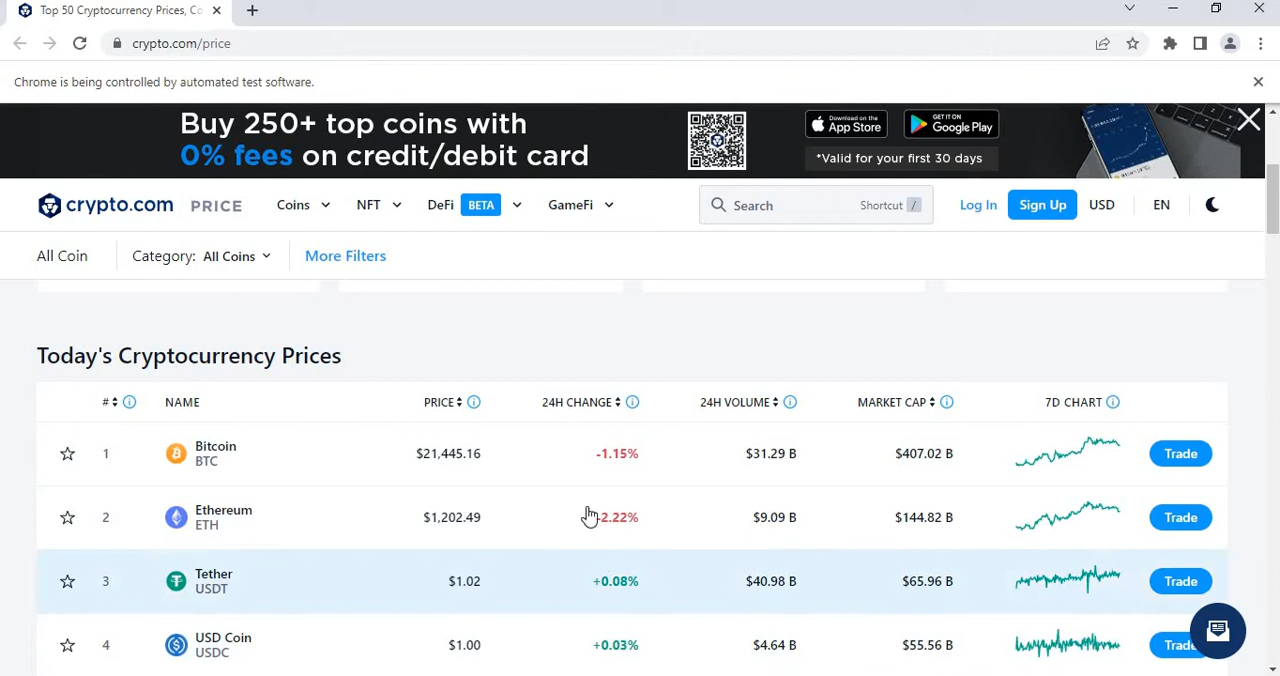 Top 50 Cryptocurrency Prices, Co
crypto.com/price
Chrome is being controlled by automated test software.
Buy 250+ top coins with
0% fees on credit/debit card
Download on the App Store
GET IT ON Google Play
*Valid for your first 30 days
crypto.com PRICE Coins NFT DeFi BETA GameFi Search Shortcut / Log In Sign Up USD EN
All Coin Category: All Coins More Filters
Today's Cryptocurrency Prices
# NAME PRICE 24H CHANGE 24H VOLUME MARKET CAP 7D CHART
1 Bitcoin BTC $21,445.16 -1.15% $31.29 B $407.02 B Trade
2 Ethereum ETH $1,202.49 2.22% $9.09 B $144.82 B Trade
3 Tether USDT $1.02 +0.08% $40.98 B $65.96 B Trade
4 USD Coin USDC $1.00 +0.03% $4.64 B $55.56 B Trade